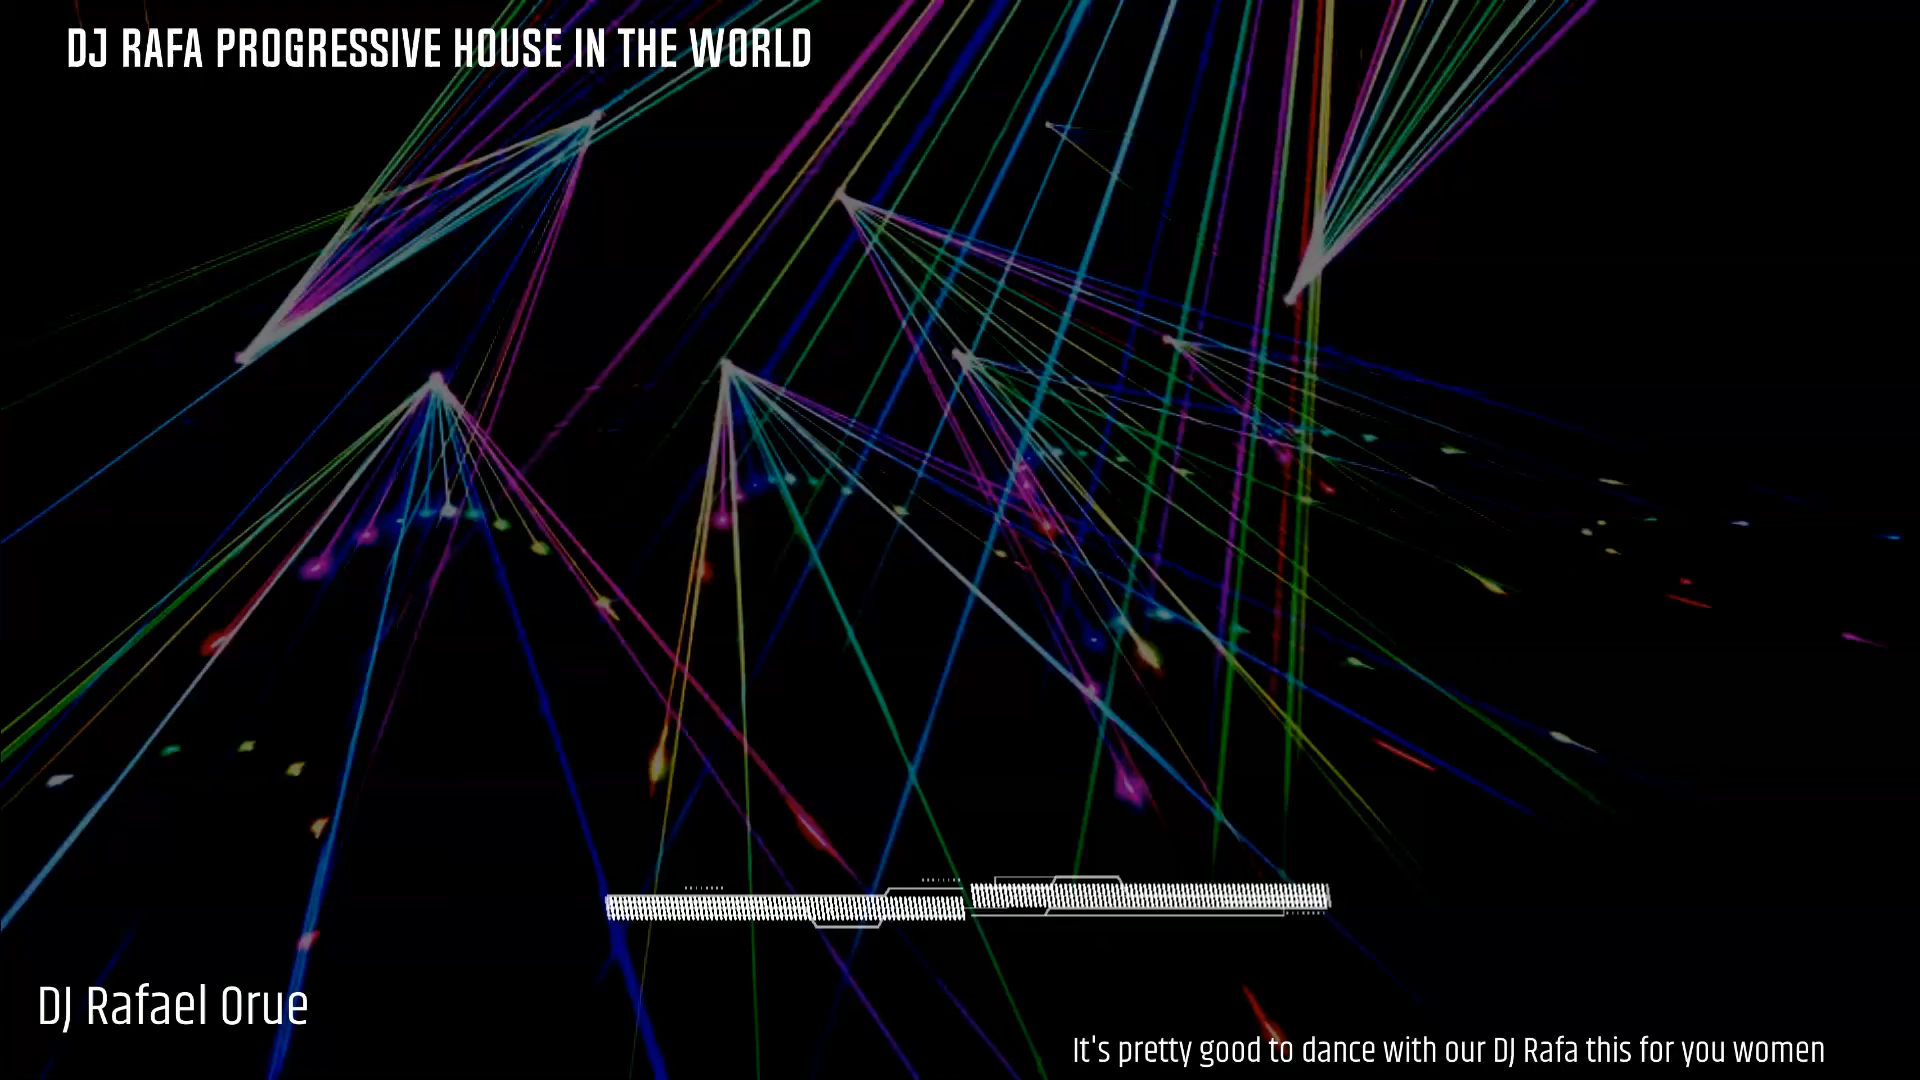 DJ RAFA PROGRESSIVE HOUSE IN THE WORLD
DJ Rafael Orue
It's pretty good to dance with our DJ Rafa this for you women